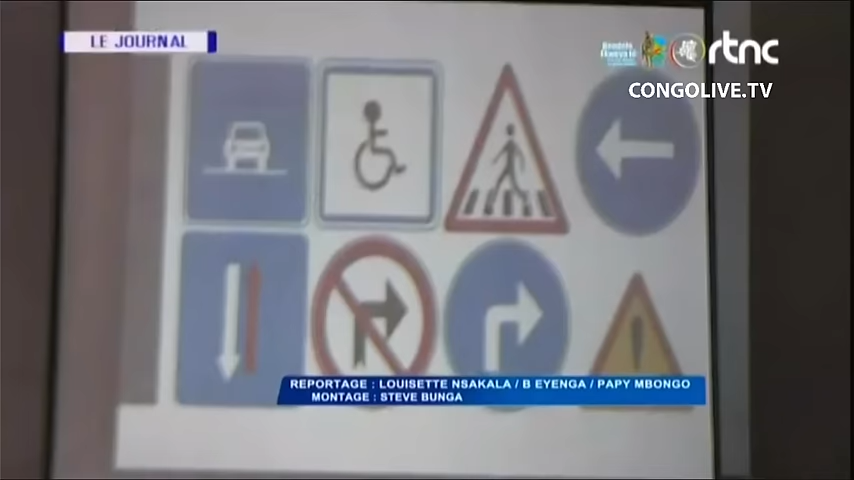 LE JOURNAL
rtnc
CONGOLIVE.TV
REPORTAGE : LOUISETTE NSAKALA / B EYENGA / PAPY MBONGO
MONTAGE : STEVE BUNGA